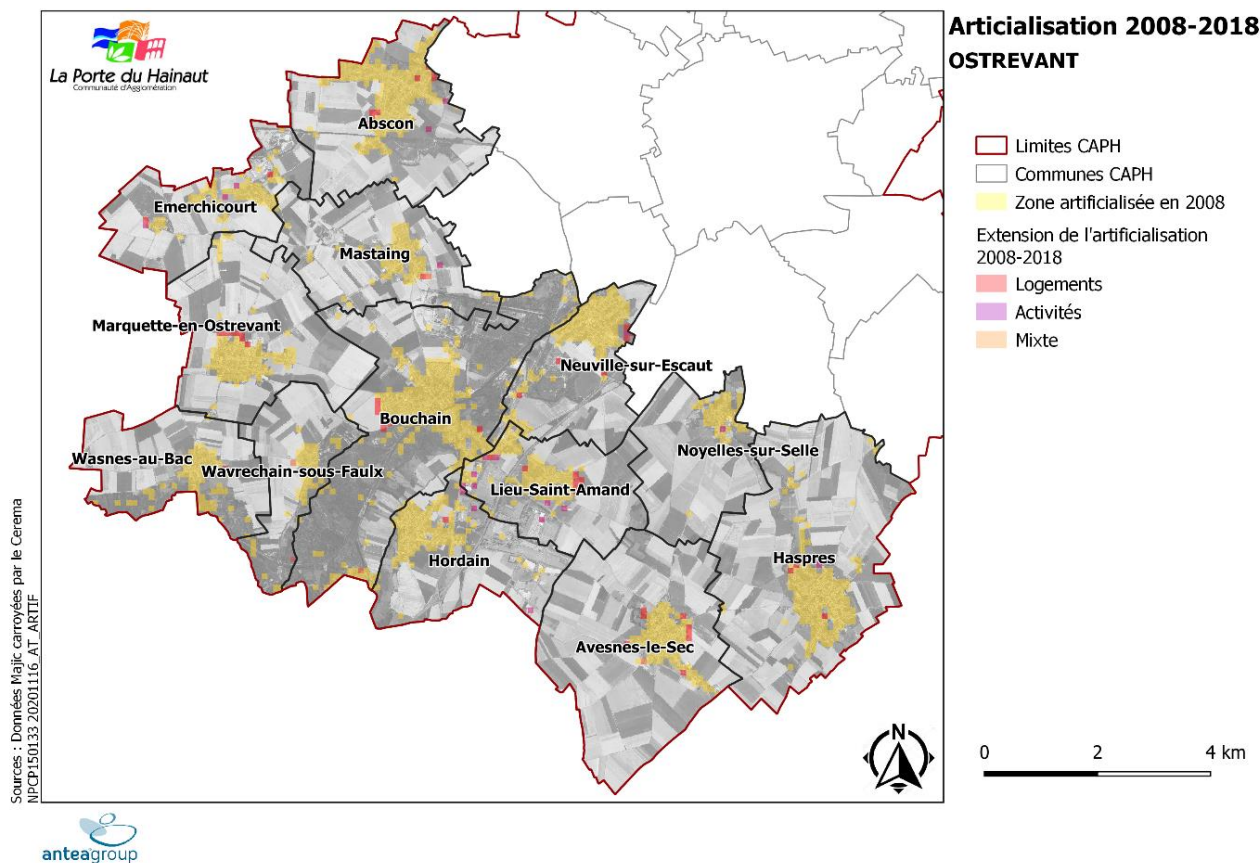 Articialisation 2008-2018
OSTREVANT
La Porte du Hainaut
Communauté d'Agglomération
Abscon
Emerchicourt
Mastaing
Marquette-en-Ostrevant
Neuville-sur-Escaut
Bouchain
Noyelles-sur-Selle
Wasnes-au-Bac
Wavrechain-sous-Faulx
Lieu-Saint-Amand
Hordain
Haspres
Avesnes-le-Sec
N
Limites CAPH
Communes CAPH
Zone artificialisée en 2008
Extension de l'artificialisation
2008-2018
Logements
Activités
Mixte
0 2 4 km
Sources : Données Majic carroyées par le Cerema
NPCP150133 20201116_AT_ARTIF
anteagroup